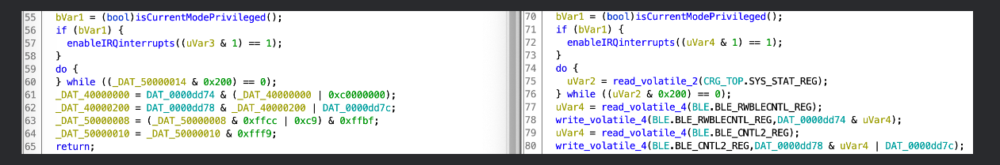 55 bVar1 = (bool)isCurrentModePrivileged();
56 if (bVar1) {
57 enableIRQinterrupts((uVar3 & 1) == 1);
58 }
59 do {
60 } while ((_DAT_50000014 & 0x200) == 0);
61 _DAT_40000000 = DAT_0000dd74 & (_DAT_40000000 | 0xc0000000);
62 _DAT_40000200 = DAT_0000dd78 & _DAT_40000200 | DAT_0000dd7c;
63 _DAT_50000008 = (_DAT_50000008 & 0xffcc | 0xc9) & 0xffbf;
64 _DAT_50000010 = _DAT_50000010 & 0xfff9;
65 return;
70 bVar1 = (bool)isCurrentModePrivileged();
71 if (bVar1) {
72 enableIRQinterrupts((uVar4 & 1) == 1);
73 }
74 do {
75 uVar2 = read_volatile_2(CRG_TOP.SYS_STAT_REG);
76 } while ((uVar2 & 0x200) == 0);
77 uVar4 = read_volatile_4(BLE.BLE_RWBLECNTL_REG);
78 write_volatile_4(BLE.BLE_RWBLECNTL_REG,DAT_0000dd74 & uVar4);
79 uVar4 = read_volatile_4(BLE.BLE_CNTL2_REG);
80 write_volatile_4(BLE.BLE_CNTL2_REG,DAT_0000dd78 & uVar4 | DAT_0000dd7c);